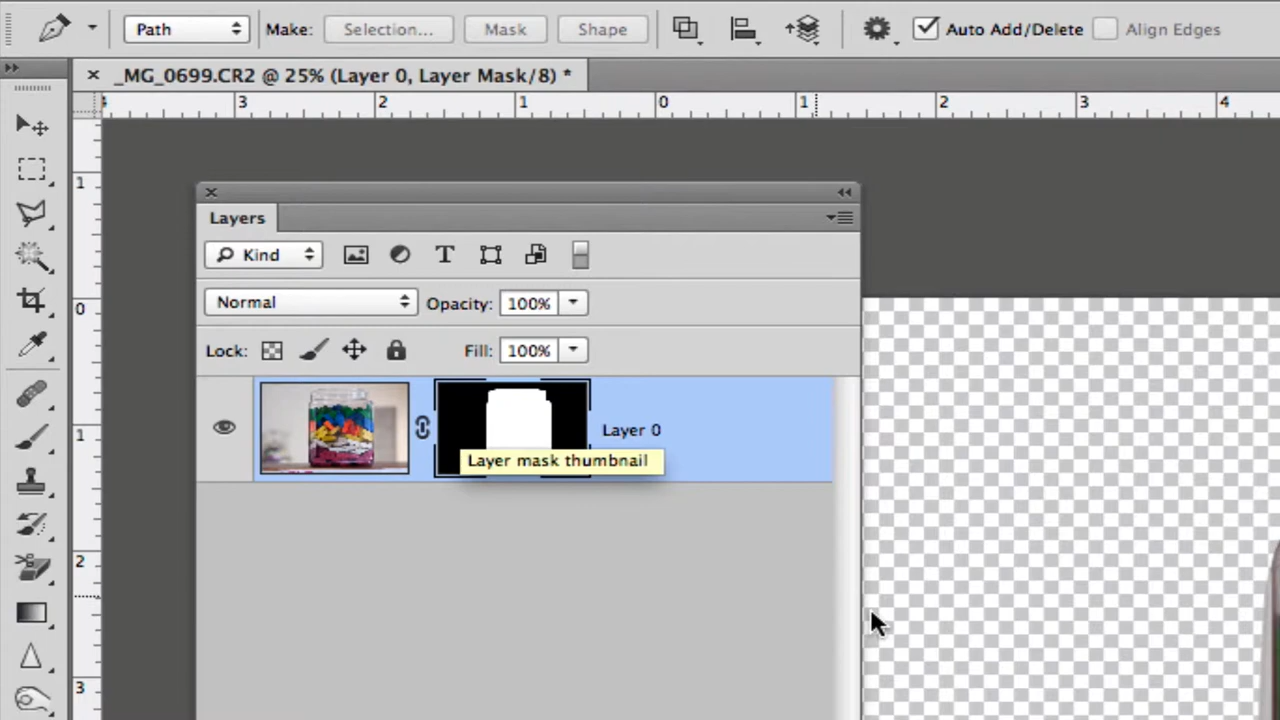 Path Make: Selection... Mask Shape Auto Add/Delete Align Edges
_MG_0699.CR2 @ 25% (Layer 0, Layer Mask/8) *
3 2 1 0 1 2 3 4
1
Layers
Kind
0
Normal Opacity: 100%
Lock: Fill: 100%
1
Layer 0
Layer mask thumbnail
2
3